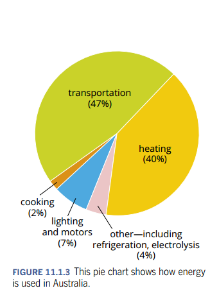 transportation
(47%)
heating
(40%)
cooking
(2%)
lighting
and motors
(7%)
other—including
refrigeration, electrolysis
(4%)
FIGURE 11.1.3 This pie chart shows how energy
is used in Australia.